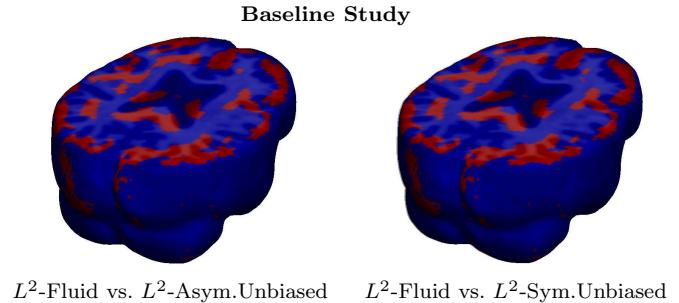 Baseline Study
L²-Fluid vs. L²-Asym.Unbiased
L²-Fluid vs. L²-Sym.Unbiased